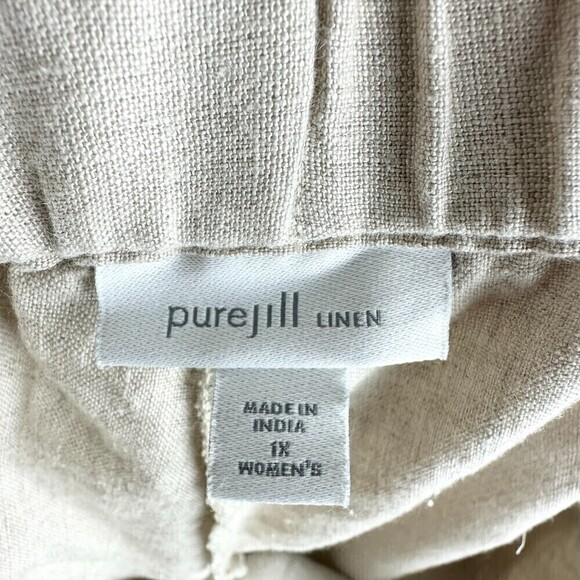 purejill LINEN
MADE IN
INDIA
1X
WOMEN'S